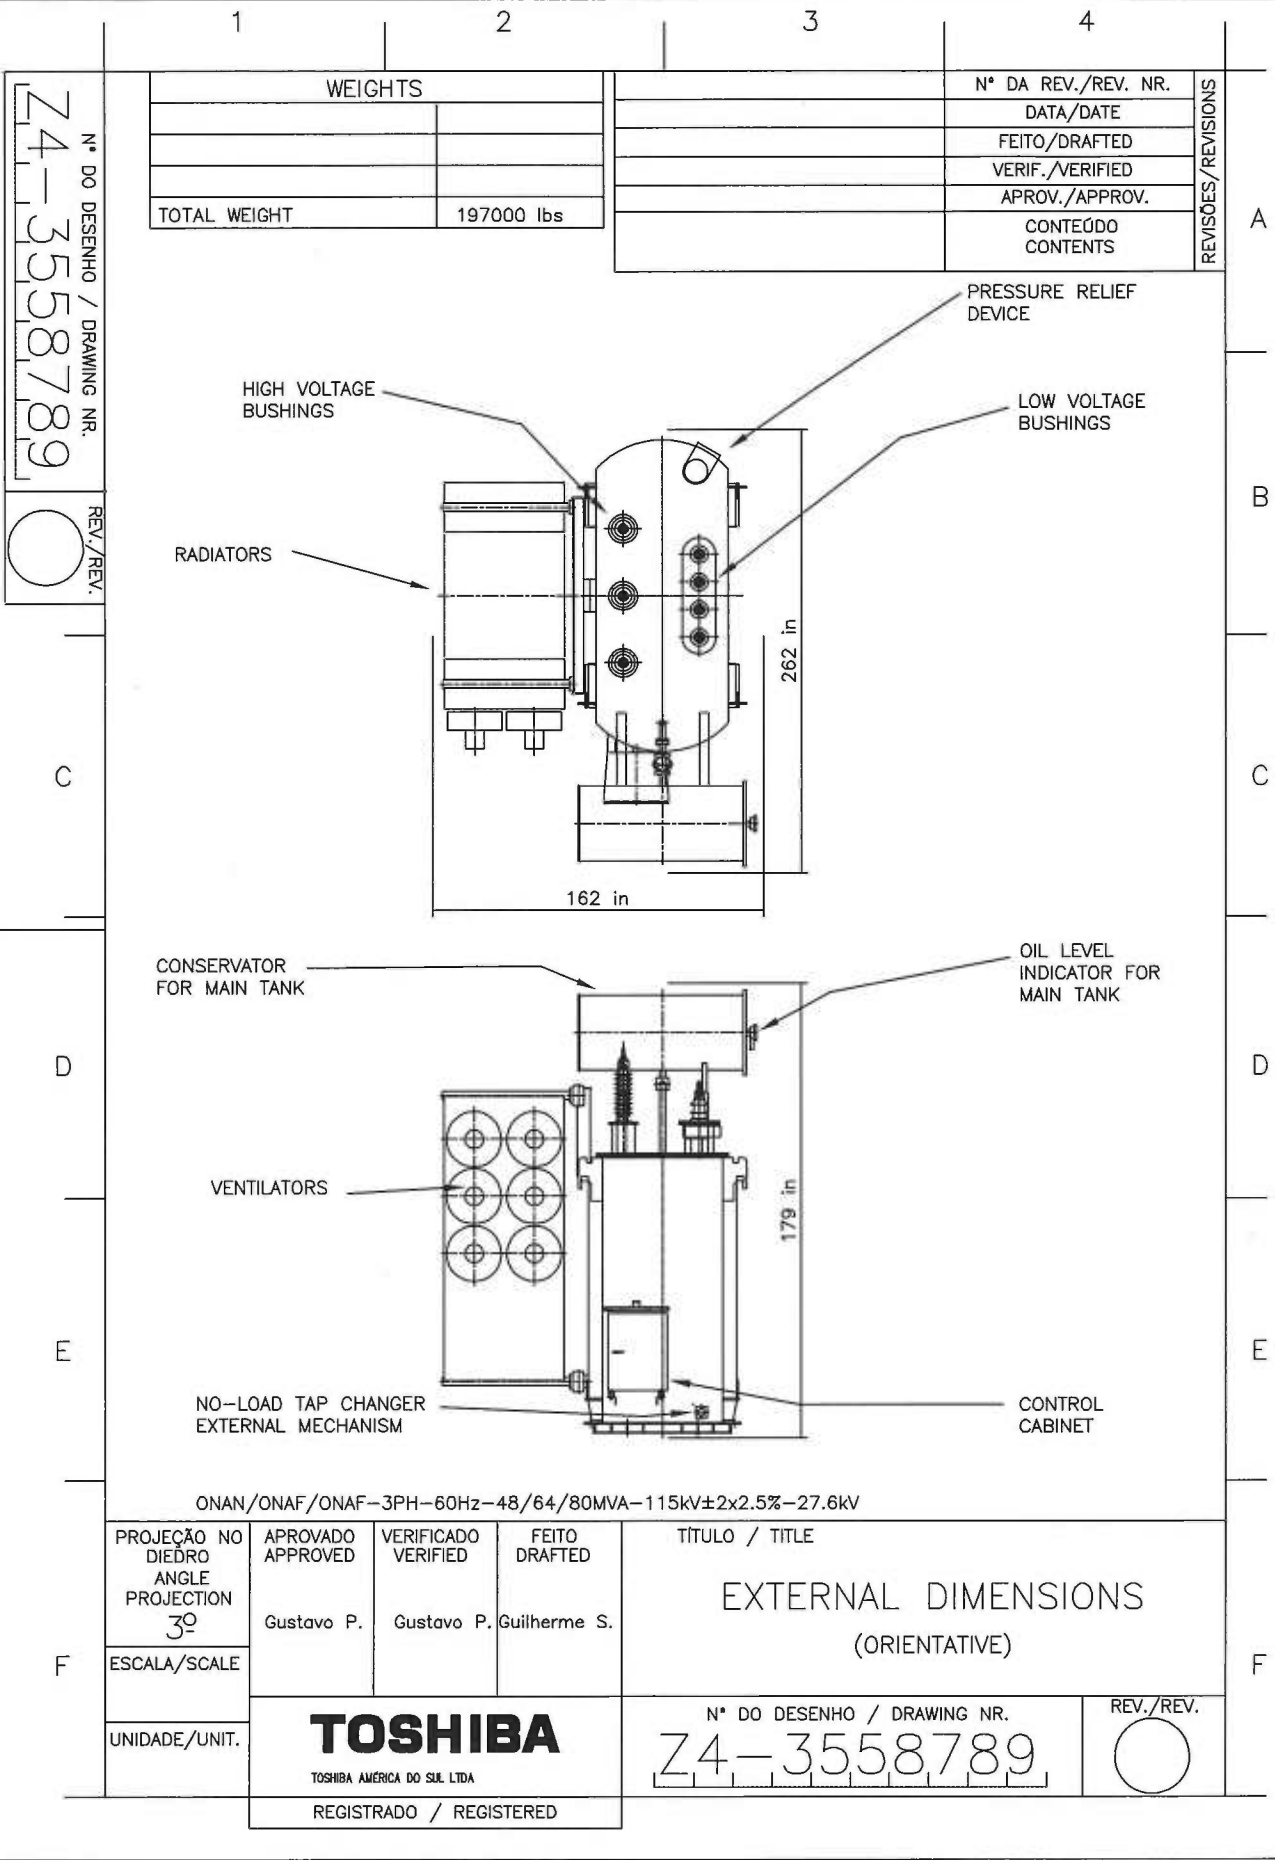 1
2
3
4
WEIGHTS
TOTAL WEIGHT
197000 lbs
N° DA REV./REV. NR.
DATA/DATE
FEITO/DRAFTED
VERIF./VERIFIED
APROV./APPROV.
CONTEÚDO
CONTENTS
REVISÕES/REVISIONS
N° DO DESENHO / DRAWING NR.
Z4-3558789
REV./REV.
A
PRESSURE RELIEF
DEVICE
HIGH VOLTAGE
BUSHINGS
LOW VOLTAGE
BUSHINGS
B
RADIATORS
262 in
C
C
162 in
CONSERVATOR
FOR MAIN TANK
OIL LEVEL
INDICATOR FOR
MAIN TANK
D
D
VENTILATORS
179 in
E
E
NO-LOAD TAP CHANGER
EXTERNAL MECHANISM
CONTROL
CABINET
ONAN/ONAF/ONAF-3PH-60Hz-48/64/80MVA-115kV±2x2.5%-27.6kV
PROJEÇÃO NO
DIEDRO
ANGLE
PROJECTION
3º
APROVADO
APPROVED
Gustavo P.
VERIFICADO
VERIFIED
Gustavo P.
FEITO
DRAFTED
Guilherme S.
TÍTULO / TITLE
EXTERNAL DIMENSIONS
(ORIENTATIVE)
F
F
ESCALA/SCALE
UNIDADE/UNIT.
TOSHIBA
TOSHIBA AMÉRICA DO SUL LTDA
REGISTRADO / REGISTERED
N° DO DESENHO / DRAWING NR.
Z4-3558789
REV./REV.